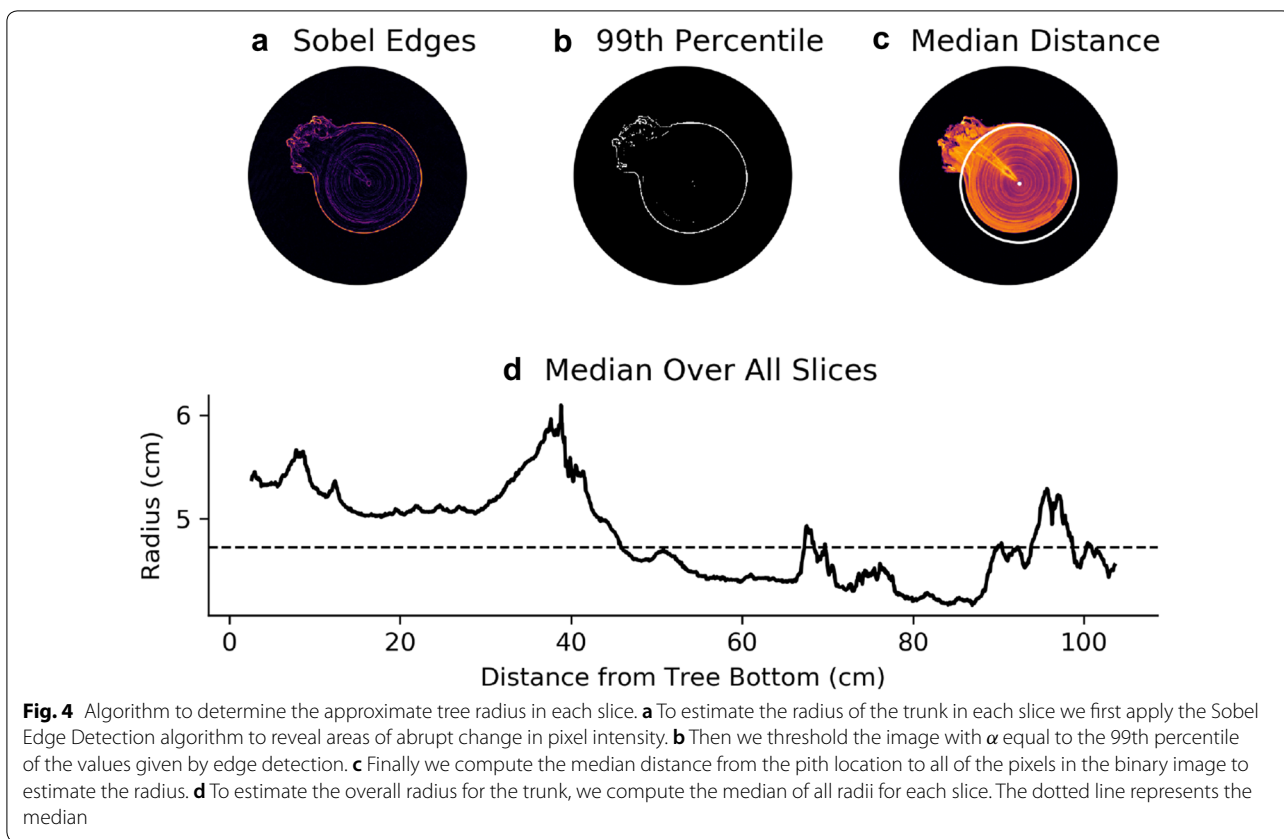 a Sobel Edges
b 99th Percentile
c Median Distance
d Median Over All Slices
Radius (cm)
6
5
0
20
40
60
80
100
Distance from Tree Bottom (cm)
Fig. 4 Algorithm to determine the approximate tree radius in each slice. a To estimate the radius of the trunk in each slice we first apply the Sobel
Edge Detection algorithm to reveal areas of abrupt change in pixel intensity. b Then we threshold the image with α equal to the 99th percentile
of the values given by edge detection. c Finally we compute the median distance from the pith location to all of the pixels in the binary image to
estimate the radius. d To estimate the overall radius for the trunk, we compute the median of all radii for each slice. The dotted line represents the
median